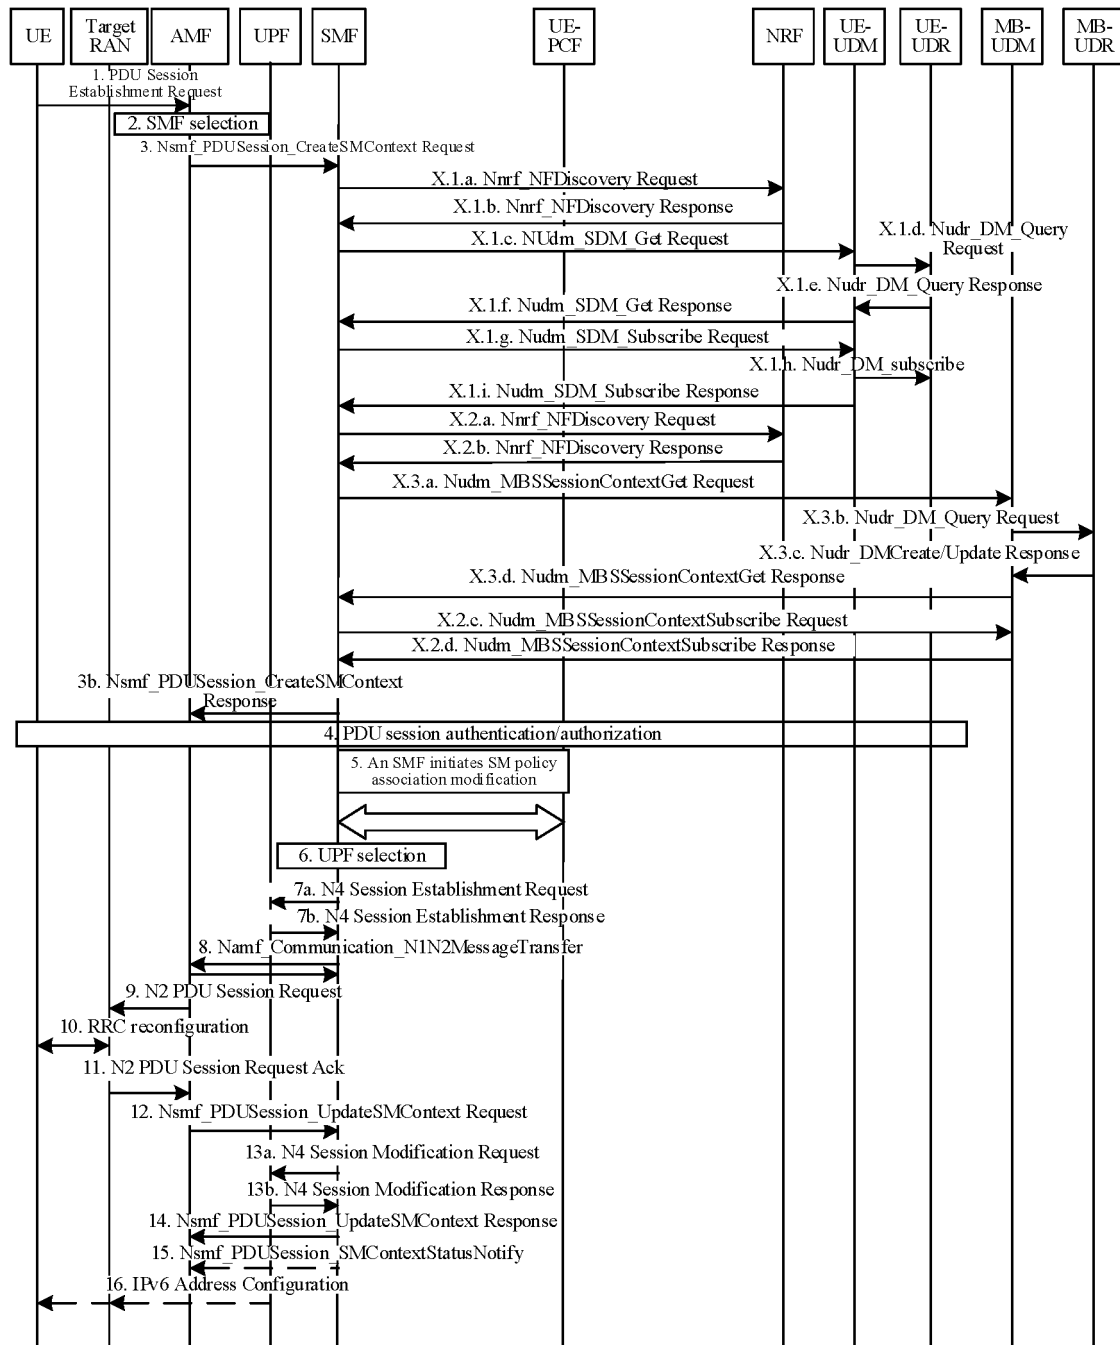 UE
Target
RAN
AMF
UPF
SMF
UE-
PCF
NRF
UE-
UDM
UE-
UDR
MB-
UDM
MB-
UDR
1. PDU Session
Establishment Request
2. SMF selection
3. Nsmf_PDUSession_CreateSMContext Request
X.1.a. Nnrf_NFDiscovery Request
X.1.b. Nnrf_NFDiscovery Response
X.1.c. NUdm_SDM_Get Request
X.1.d. Nudr_DM_Query
Request
X.1.e. Nudr_DM_Query Response
X.1.f. Nudm_SDM_Get Response
X.1.g. Nudm_SDM_Subscribe Request
X.1.h. Nudr_DM_subscribe
X.1.i. Nudm_SDM_Subscribe Response
X.2.a. Nnrf_NFDiscovery Request
X.2.b. Nnrf_NFDiscovery Response
X.3.a. Nudm_MBSSessionContextGet Request
X.3.b. Nudr_DM_Query Request
X.3.c. Nudr_DMCreate/Update Response
X.3.d. Nudm_MBSSessionContextGet Response
X.2.c. Nudm_MBSSessionContextSubscribe Request
X.2.d. Nudm_MBSSessionContextSubscribe Response
3b. Nsmf_PDUSession_CreateSMContext
Response
4. PDU session authentication/authorization
5. An SMF initiates SM policy
association modification
6. UPF selection
7a. N4 Session Establishment Request
7b. N4 Session Establishment Response
8. Namf_Communication_N1N2MessageTransfer
9. N2 PDU Session Request
10. RRC reconfiguration
11. N2 PDU Session Request Ack
12. Nsmf_PDUSession_UpdateSMContext Request
13a. N4 Session Modification Request
13b. N4 Session Modification Response
14. Nsmf_PDUSession_UpdateSMContext Response
15. Nsmf_PDUSession_SMContextStatusNotify
16. IPv6 Address Configuration